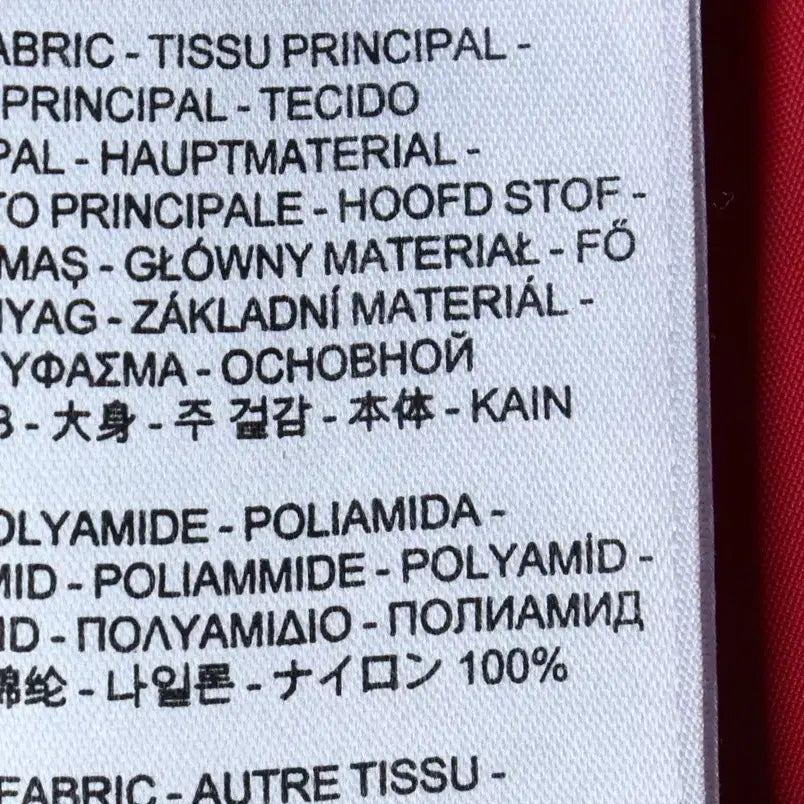 ABRIC - TISSU PRINCIPAL -
PRINCIPAL - TECIDO
PAL - HAUPTMATERIAL -
TO PRINCIPALE - HOOFD STOF -
MAŞ - GŁÓWNY MATERIAŁ - FŐ
YAG - ZÁKLADNÍ MATERIÁL -
ΥΦΑΣΜΑ - ОСНОВНОЙ
- 大身 - 주 겉감 - 本体 - KAIN
OLYAMIDE - POLIAMIDA -
MID - POLIAMMIDE - POLYAMİD -
ID - ΠΟΛΥΑΜΙΔΙΟ - ПОЛИАМИД
锦纶 - 나일론 - ナイロン 100%
FABRIC - AUTRE TISSU -